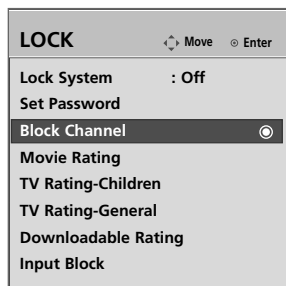 LOCK Move Enter
Lock System : Off
Set Password
Block Channel
Movie Rating
TV Rating-Children
TV Rating-General
Downloadable Rating
Input Block